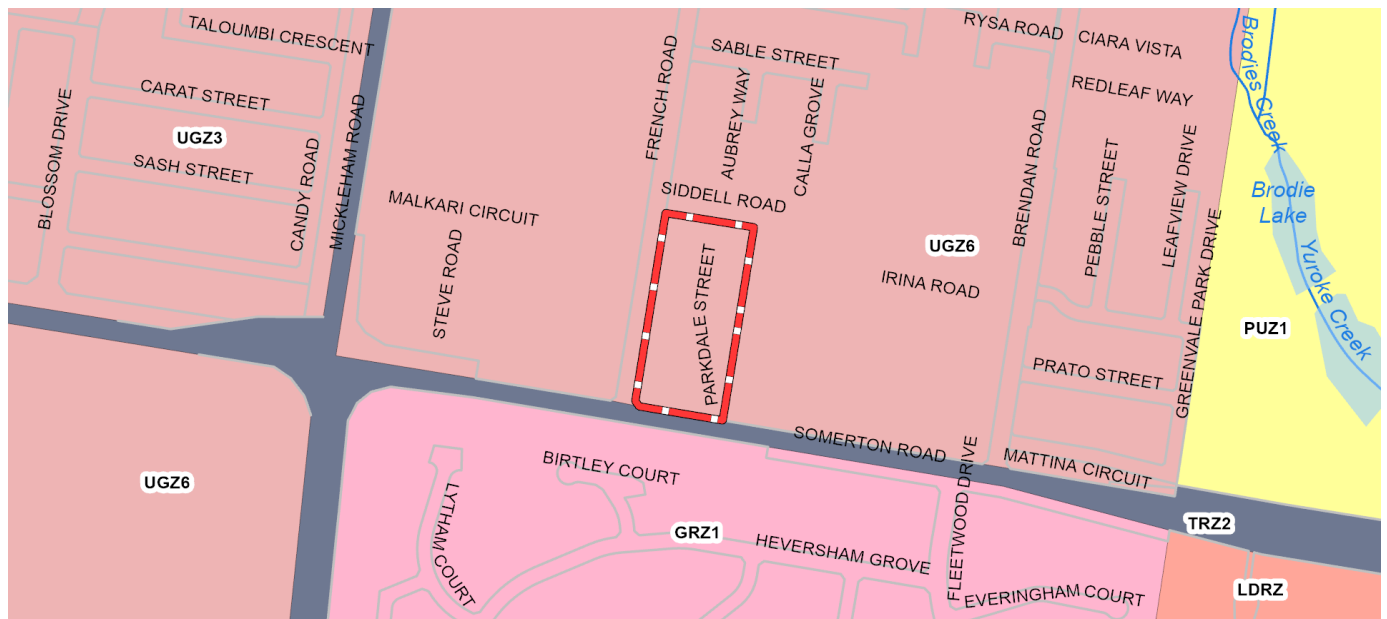 TALOUMBI CRESCENT
SABLE STREET
RYSA ROAD
CIARA VISTA
CARAT STREET
FRENCH ROAD
AUBREY WAY
CALLA GROVE
REDLEAF WAY
Brodies Creek
BLOSSOM DRIVE
UGZ3
CANDY ROAD
MICKLEHAM ROAD
SASH STREET
MALKARI CIRCUIT
SIDDELL ROAD
BRENDAN ROAD
PEBBLE STREET
LEAFVIEW DRIVE
Brodie
Lake
STEVE ROAD
PARKDALE STREET
UGZ6
IRINA ROAD
GREENVALE PARK DRIVE
Yuroke Creek
PUZ1
PRATO STREET
SOMERTON ROAD
MATTINA CIRCUIT
UGZ6
BIRTLEY COURT
LYTHAM COURT
GRZ1
HEVERSHAM GROVE
FLEETWOOD DRIVE
TRZ2
EVERINGHAM COURT
LDRZ